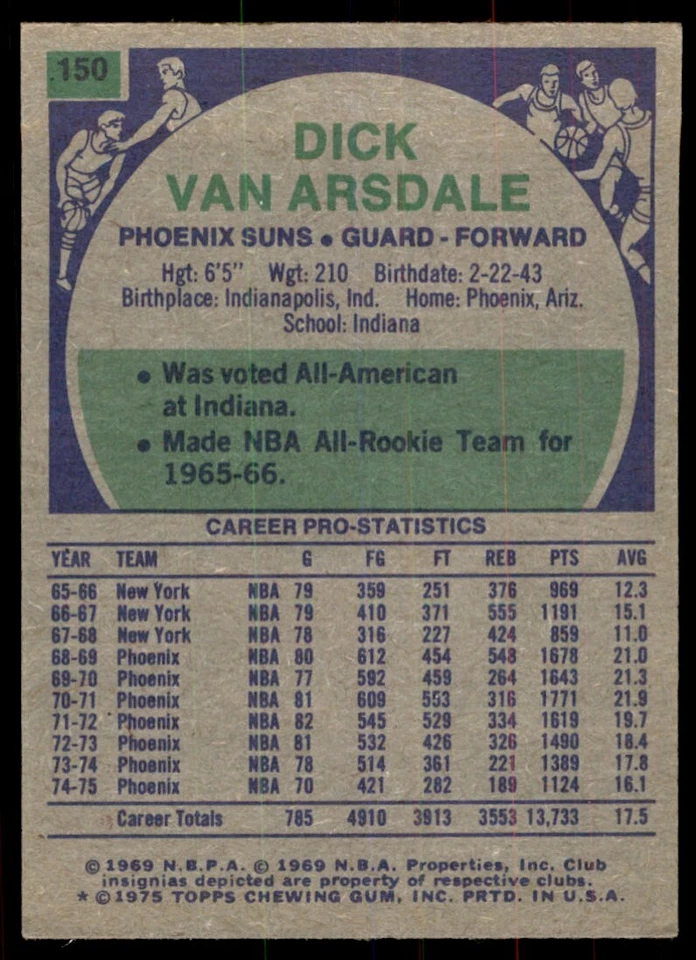 150
DICK
VAN ARSDALE
PHOENIX SUNS • GUARD - FORWARD
Hgt: 6'5" Wgt: 210 Birthdate: 2-22-43
Birthplace: Indianapolis, Ind. Home: Phoenix, Ariz.
School: Indiana
• Was voted All-American
at Indiana.
• Made NBA All-Rookie Team for
1965-66.
CAREER PRO-STATISTICS
YEAR TEAM G FG FT REB PTS AVG
65-66 New York NBA 79 359 251 376 969 12.3
66-67 New York NBA 79 410 371 555 1191 15.1
67-68 New York NBA 78 316 227 424 859 11.0
68-69 Phoenix NBA 80 612 454 548 1678 21.0
69-70 Phoenix NBA 77 592 459 264 1643 21.3
70-71 Phoenix NBA 81 609 553 316 1771 21.9
71-72 Phoenix NBA 82 545 529 334 1619 19.7
72-73 Phoenix NBA 81 532 426 326 1490 18.4
73-74 Phoenix NBA 78 514 361 221 1389 17.8
74-75 Phoenix NBA 70 421 282 189 1124 16.1
Career Totals 785 4910 3913 3553 13,733 17.5
© 1969 N.B.P.A. © 1969 N.B.A. Properties, Inc. Club
insignias depicted are property of respective clubs.
* © 1975 TOPPS CHEWING GUM, INC. PRTD. IN U.S.A.